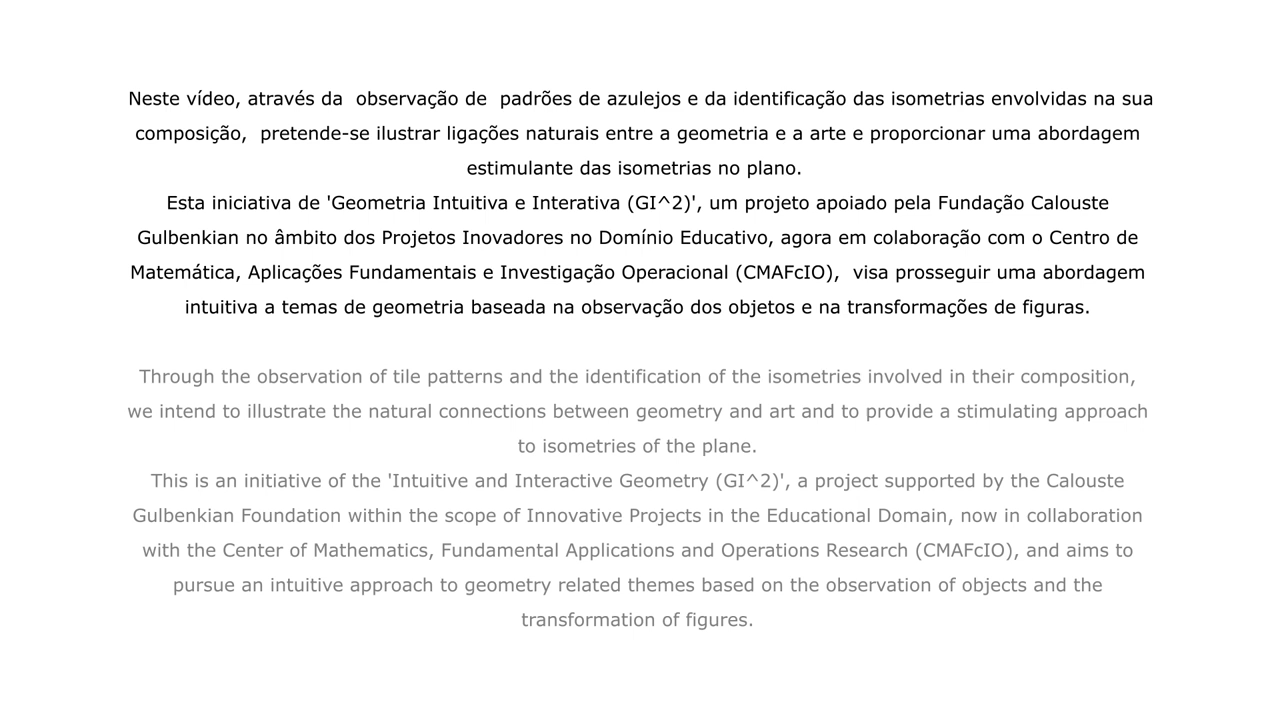 Neste vídeo, através da  observação de  padrões de azulejos e da identificação das isometrias envolvidas na sua
composição,  pretende-se ilustrar ligações naturais entre a geometria e a arte e proporcionar uma abordagem
estimulante das isometrias no plano.
Esta iniciativa de 'Geometria Intuitiva e Interativa (GI^2)', um projeto apoiado pela Fundação Calouste
Gulbenkian no âmbito dos Projetos Inovadores no Domínio Educativo, agora em colaboração com o Centro de
Matemática, Aplicações Fundamentais e Investigação Operacional (CMAFcIO),  visa prosseguir uma abordagem
intuitiva a temas de geometria baseada na observação dos objetos e na transformações de figuras.
Through the observation of tile patterns and the identification of the isometries involved in their composition,
we intend to illustrate the natural connections between geometry and art and to provide a stimulating approach
to isometries of the plane.
This is an initiative of the 'Intuitive and Interactive Geometry (GI^2)', a project supported by the Calouste
Gulbenkian Foundation within the scope of Innovative Projects in the Educational Domain, now in collaboration
with the Center of Mathematics, Fundamental Applications and Operations Research (CMAFcIO), and aims to
pursue an intuitive approach to geometry related themes based on the observation of objects and the
transformation of figures.